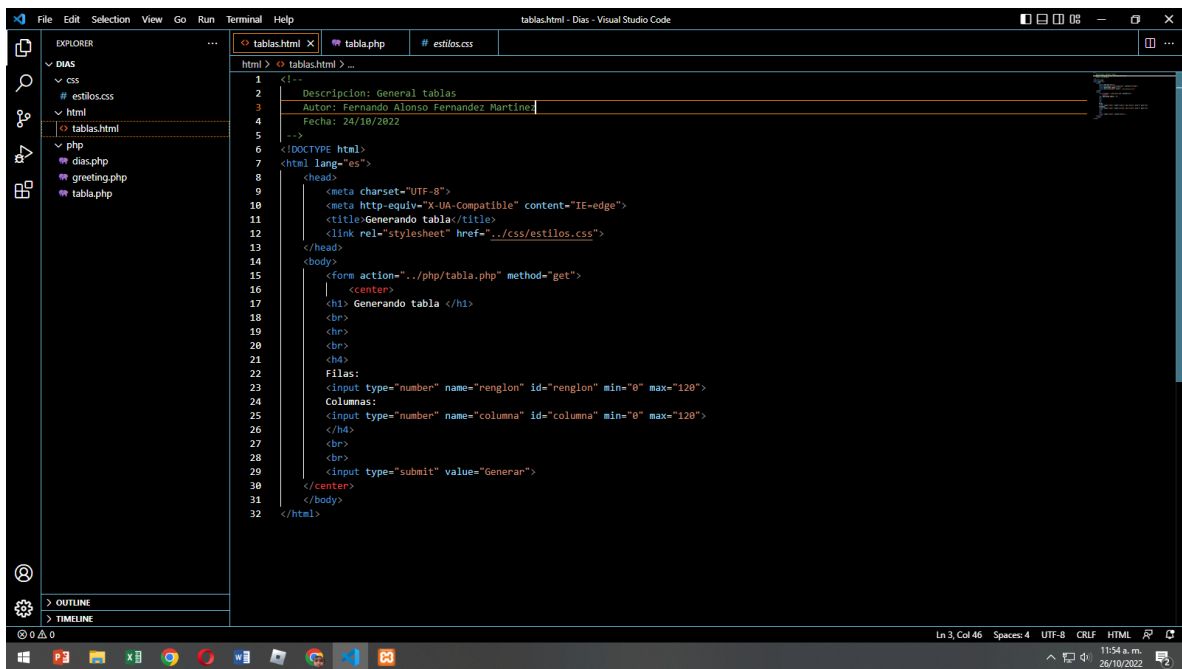 File Edit Selection View Go Run Terminal Help tablas.html - Dias - Visual Studio Code
EXPLORER ...
tablas.html tabla.php # estilos.css
DIAS
css
# estilos.css
html
<> tablas.html
php
dias.php
greeting.php
tabla.php
OUTLINE
TIMELINE
html > <> tablas.html > ...
1 <!--
2 Descripcion: General tablas
3 Autor: Fernando Alonso Fernandez Martinez
4 Fecha: 24/10/2022
5 -->
6 <!DOCTYPE html>
7 <html lang="es">
8 <head>
9 <meta charset="UTF-8">
10 <meta http-equiv="X-UA-Compatible" content="IE=edge">
11 <title>Generando tabla</title>
12 <link rel="stylesheet" href="../css/estilos.css">
13 </head>
14 <body>
15 <form action="../php/tabla.php" method="get">
16 <center>
17 <h1> Generando tabla </h1>
18 <br>
19 <hr>
20 <br>
21 <h4>
22 Filas:
23 <input type="number" name="renglon" id="renglon" min="0" max="120">
24 Columnas:
25 <input type="number" name="columna" id="columna" min="0" max="120">
26 </h4>
27 <br>
28 <br>
29 <input type="submit" value="Generar">
30 </center>
31 </body>
32 </html>
0 0 Ln 3, Col 46 Spaces: 4 UTF-8 CRLF HTML
11:54 a. m.
26/10/2022
2